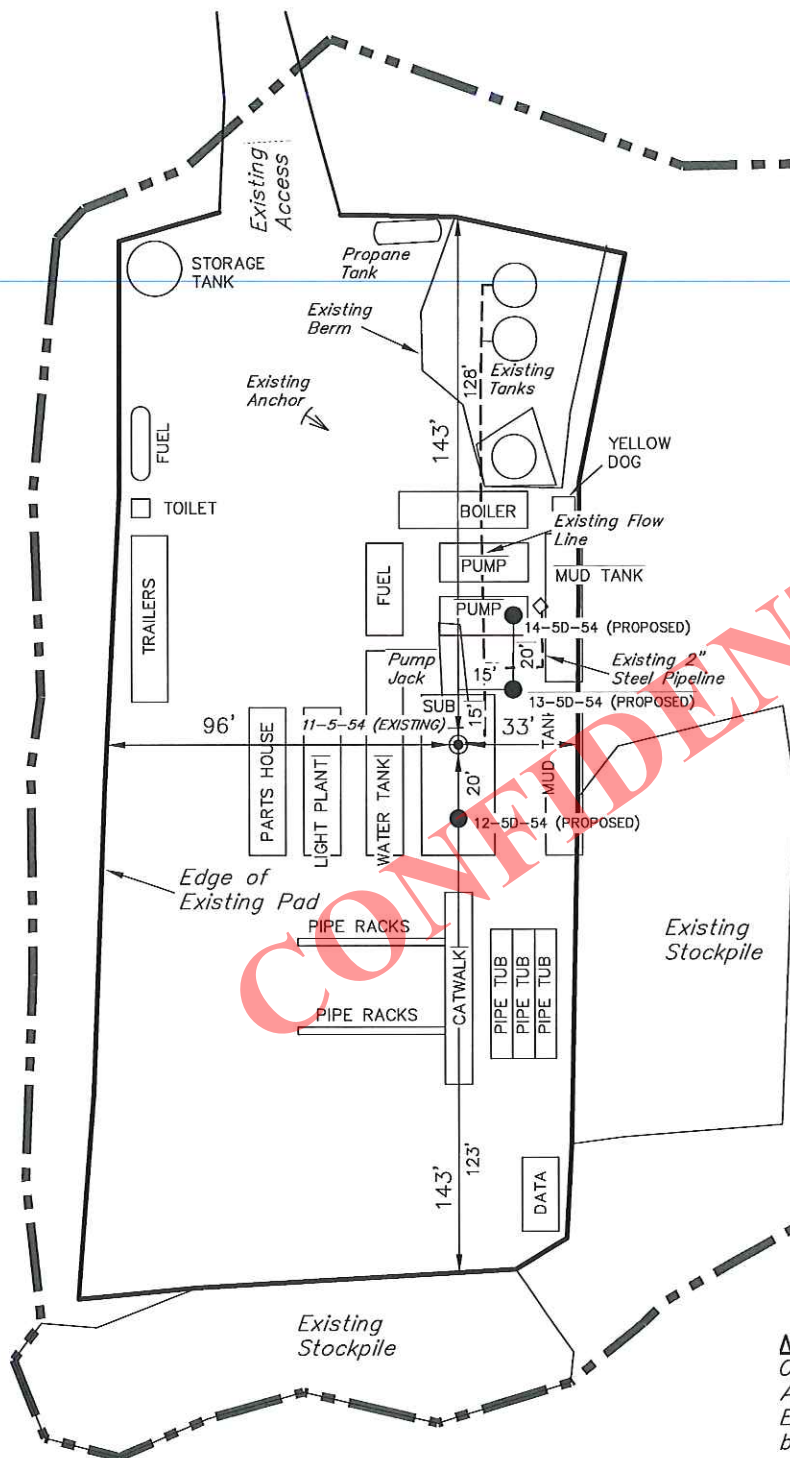 Existing
Access
STORAGE
TANK
Propane
Tank
Existing
Berm
Existing
Tanks
Existing
Anchor
128'
143'
FUEL
YELLOW
DOG
TOILET
BOILER
Existing Flow
Line
PUMP
MUD TANK
TRAILERS
FUEL
PUMP
14-5D-54 (PROPOSED)
20'
15'
Existing 2"
Steel Pipeline
Pump
Jack
13-5D-54 (PROPOSED)
SUB
15'
96'
11-5-54 (EXISTING)
33'
PARTS HOUSE
LIGHT PLANT
WATER TANK
MUD TANK
20'
12-5D-54 (PROPOSED)
Edge of
Existing Pad
PIPE RACKS
CATWALK
PIPE TUB
PIPE TUB
PIPE TUB
Existing
Stockpile
PIPE RACKS
143'
123'
DATA
Existing
Stockpile
CONFIDENT